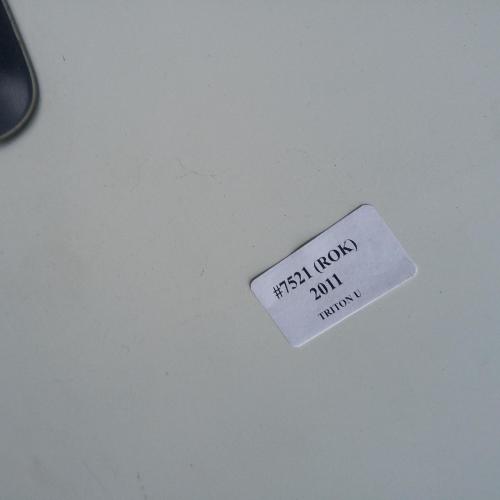 #7521 (ROK)
2011
TRITON U